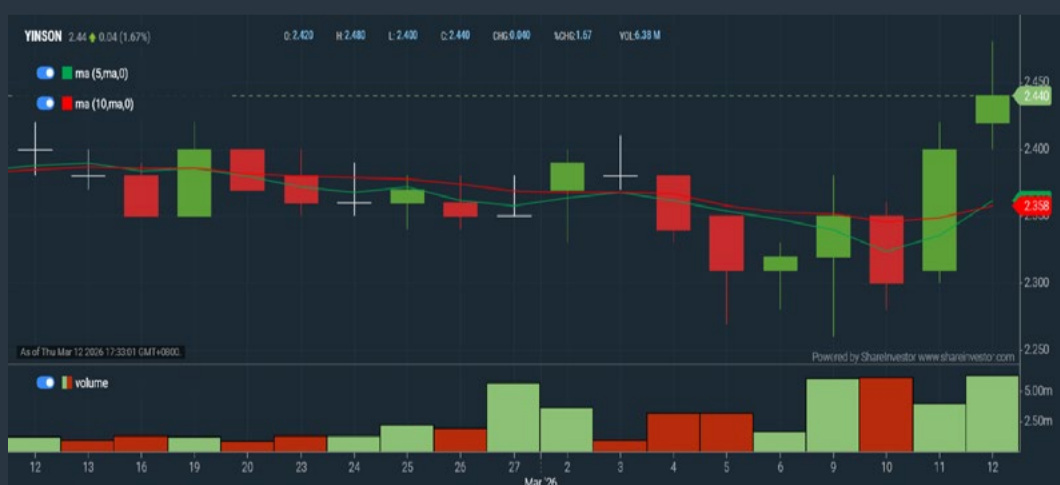 YINSON 2.44 0.04 (1.67%) O: 2.420 H: 2.480 L: 2.400 C: 2.440 CHG:0.040 %CHG:1.67 VOL:6.38 M
ma (5,ma,0)
ma (10,ma,0)
2.450
2.440
2.400
2.358
2.300
2.250
As of Thu Mar 12 2026 17:33:01 GMT+0800.
Powered by ShareInvestor www.shareinvestor.com
volume
5.00m
2.50m
12 13 16 19 20 23 24 25 26 27 2 3 4 5 6 9 10 11 12
Mar '26